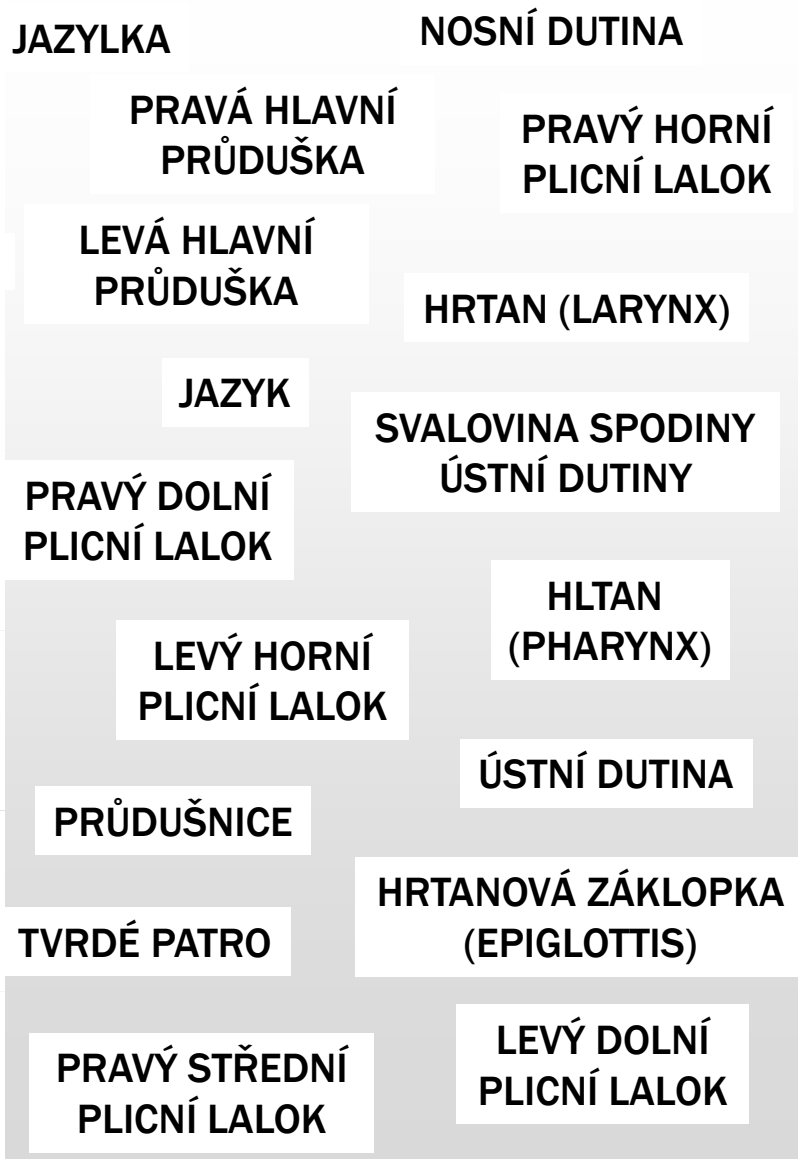 JAZYLKA
NOSNÍ DUTINA
PRAVÁ HLAVNÍ
PRŮDUŠKA
PRAVÝ HORNÍ
PLICNÍ LALOK
LEVÁ HLAVNÍ
PRŮDUŠKA
HRTAN (LARYNX)
JAZYK
SVALOVINA SPODINY
ÚSTNÍ DUTINY
PRAVÝ DOLNÍ
PLICNÍ LALOK
HLTAN
(PHARYNX)
LEVÝ HORNÍ
PLICNÍ LALOK
ÚSTNÍ DUTINA
PRŮDUŠNICE
HRTANOVÁ ZÁKLOPKA
(EPIGLOTTIS)
TVRDÉ PATRO
LEVÝ DOLNÍ
PLICNÍ LALOK
PRAVÝ STŘEDNÍ
PLICNÍ LALOK